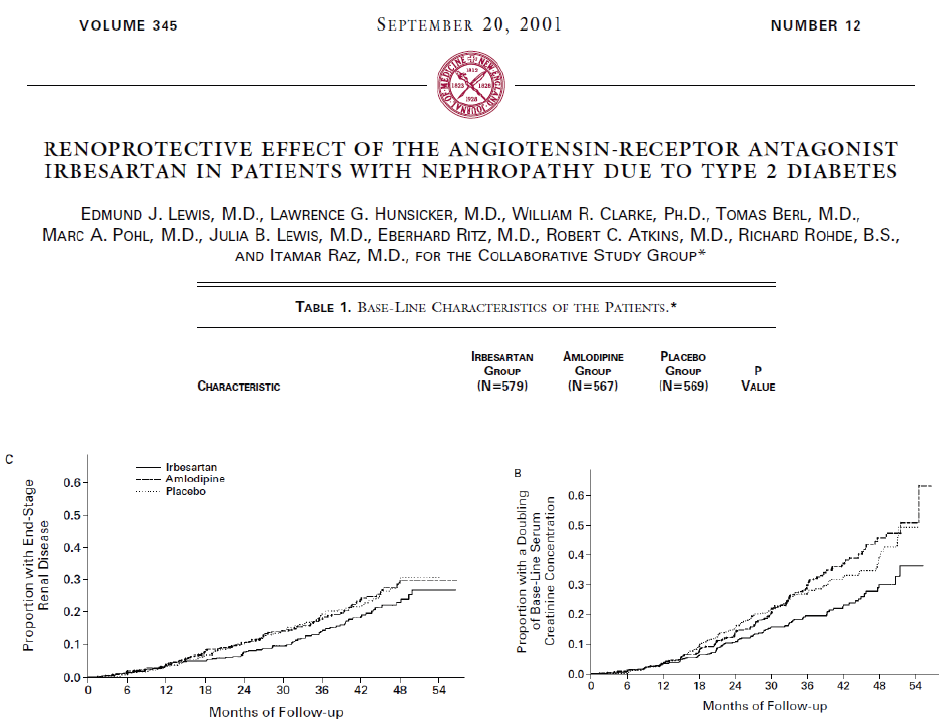 VOLUME 345 SEPTEMBER 20, 2001 NUMBER 12
RENOPROTECTIVE EFFECT OF THE ANGIOTENSIN-RECEPTOR ANTAGONIST
IRBESARTAN IN PATIENTS WITH NEPHROPATHY DUE TO TYPE 2 DIABETES
EDMUND J. LEWIS, M.D., LAWRENCE G. HUNSICKER, M.D., WILLIAM R. CLARKE, PH.D., TOMAS BERL, M.D.,
MARC A. POHL, M.D., JULIA B. LEWIS, M.D., EBERHARD RITZ, M.D., ROBERT C. ATKINS, M.D., RICHARD ROHDE, B.S.,
AND ITAMAR RAZ, M.D., FOR THE COLLABORATIVE STUDY GROUP*
TABLE 1. BASE-LINE CHARACTERISTICS OF THE PATIENTS.*
CHARACTERISTIC
IRBESARTAN
GROUP
(N=579)
AMLODIPINE
GROUP
(N=567)
PLACEBO
GROUP
(N=569)
P
VALUE
C
Proportion with End-Stage
Renal Disease
0.6
0.5
0.4
0.3
0.2
0.1
0.0
Irbesartan
Amlodipine
Placebo
0 6 12 18 24 30 36 42 48 54
Months of Follow-up
B
Proportion with a Doubling
of Base-Line Serum
Creatinine Concentration
0.6
0.5
0.4
0.3
0.2
0.1
0.0
0 6 12 18 24 30 36 42 48 54
Months of Follow-up